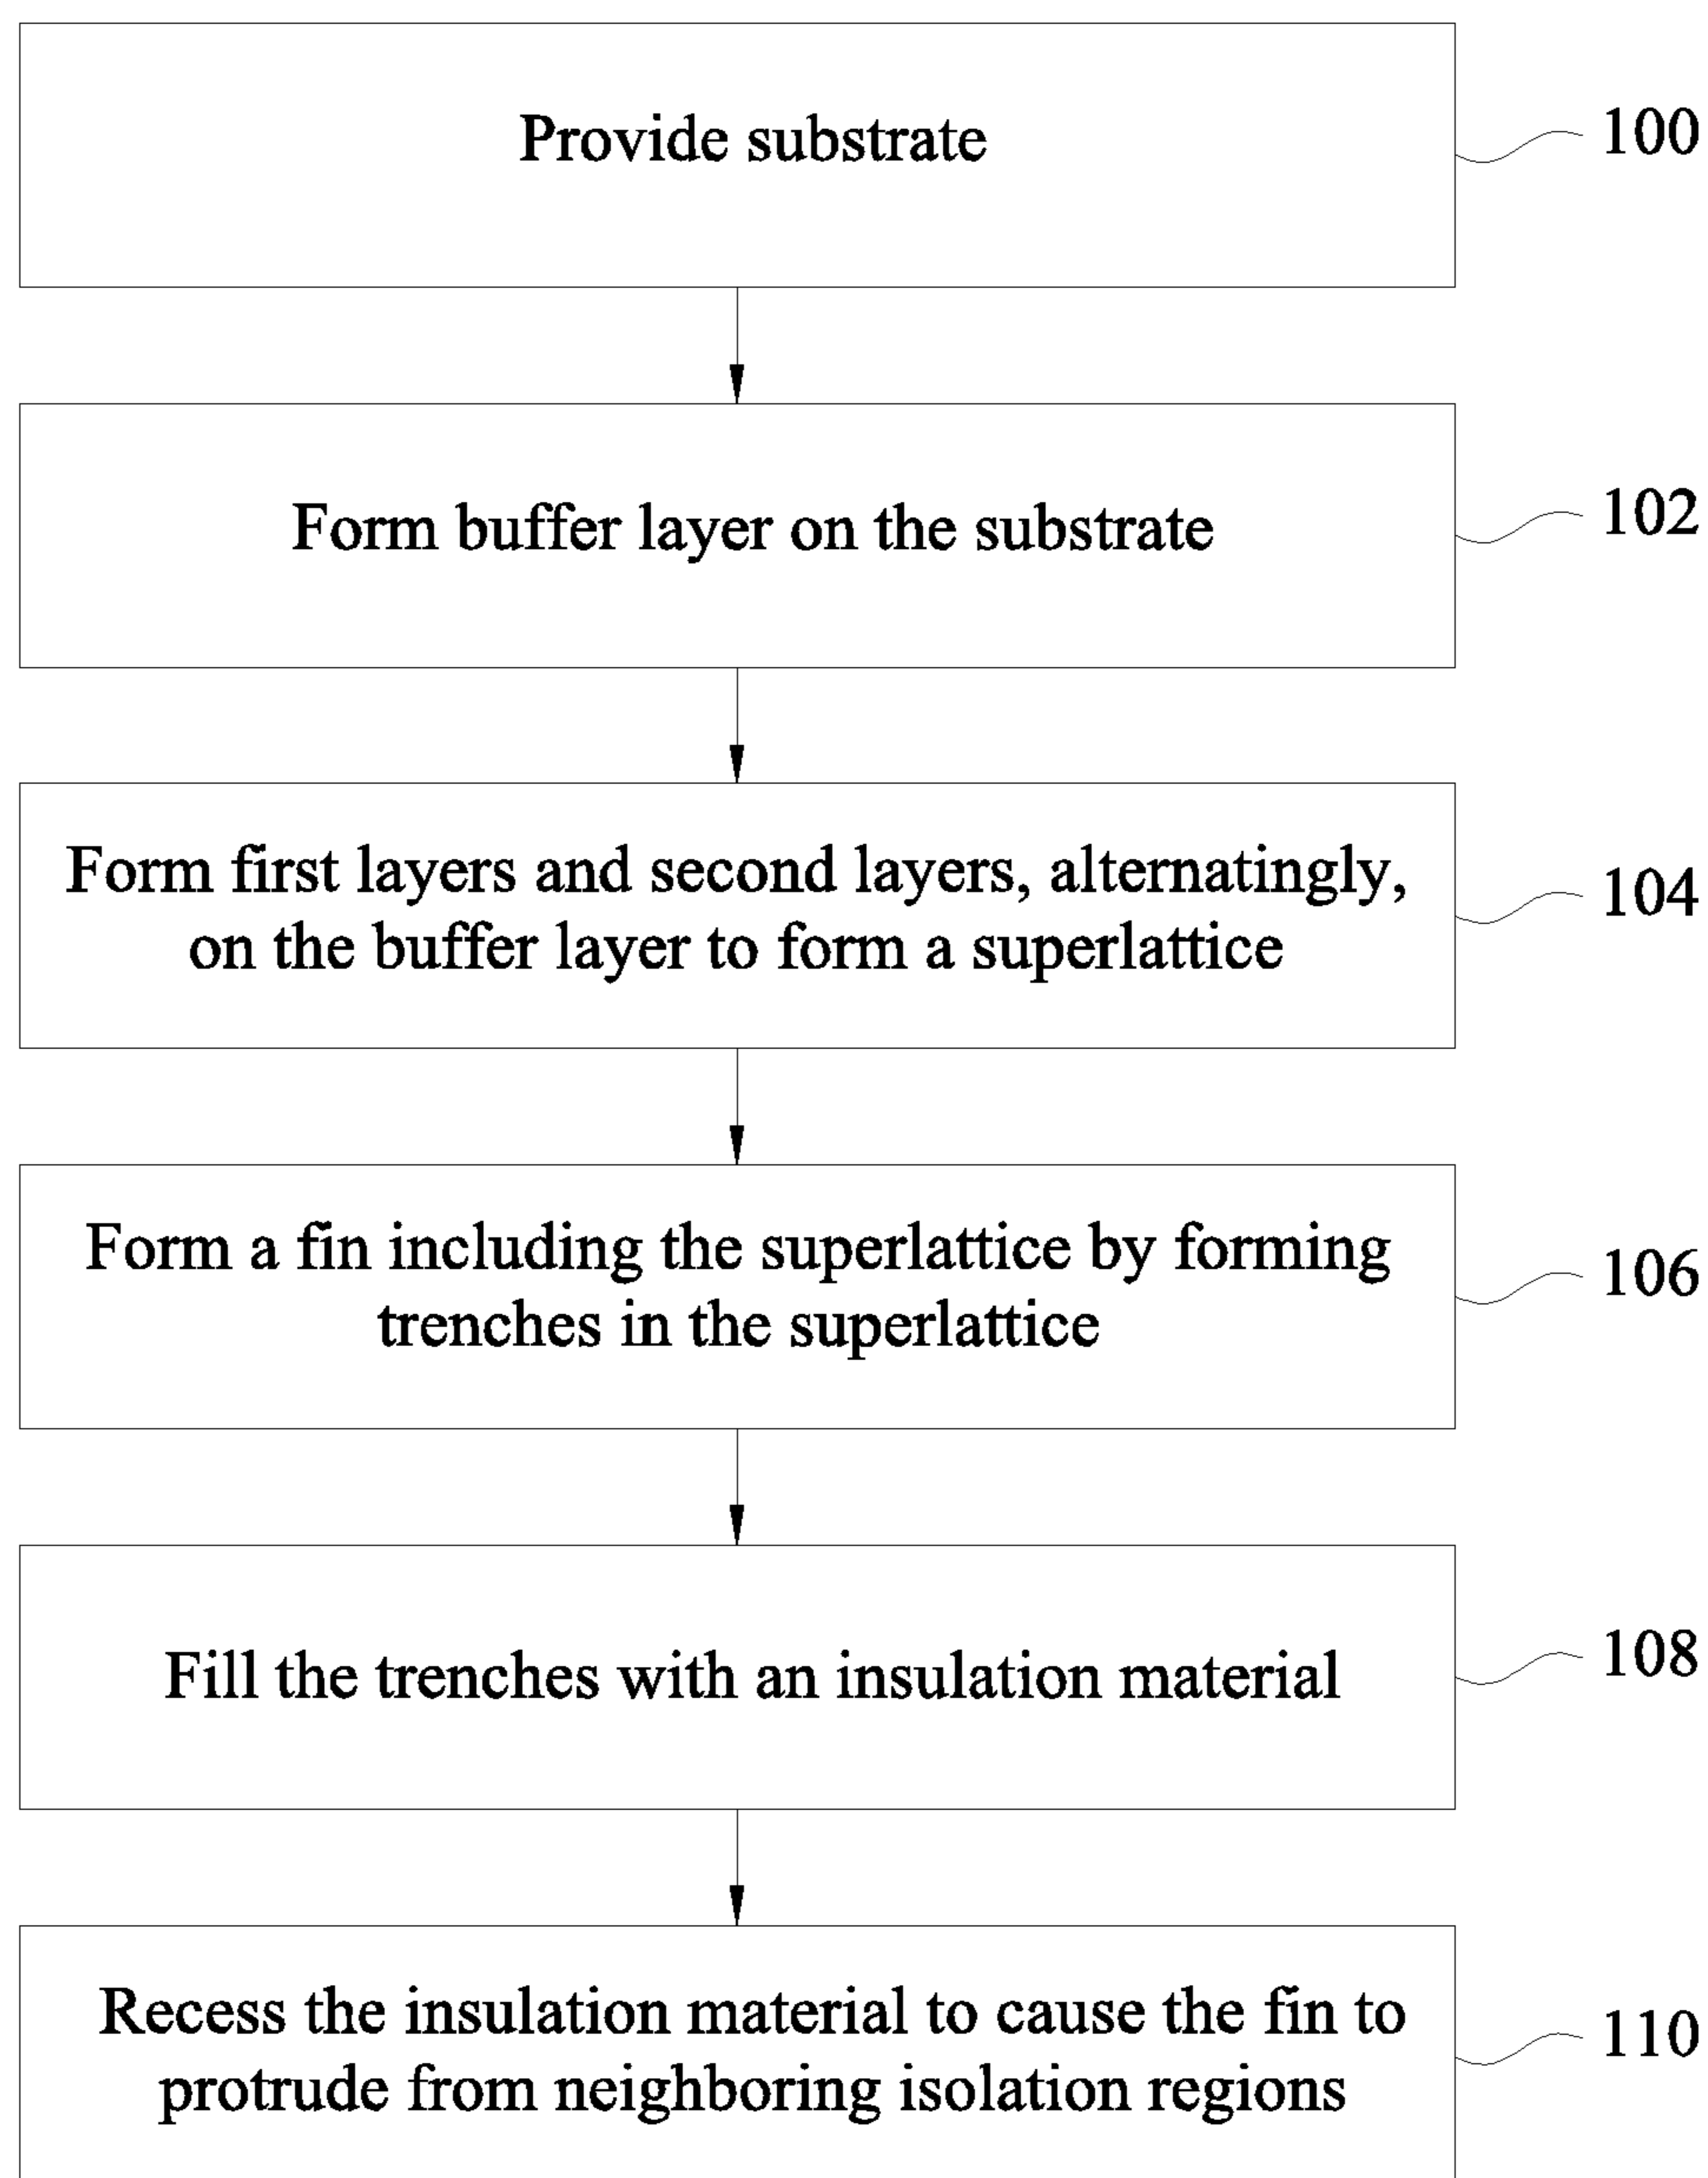 Provide substrate
100
Form buffer layer on the substrate
102
Form first layers and second layers, alternatingly,
on the buffer layer to form a superlattice
104
Form a fin including the superlattice by forming
trenches in the superlattice
106
Fill the trenches with an insulation material
108
Recess the insulation material to cause the fin to
protrude from neighboring isolation regions
110